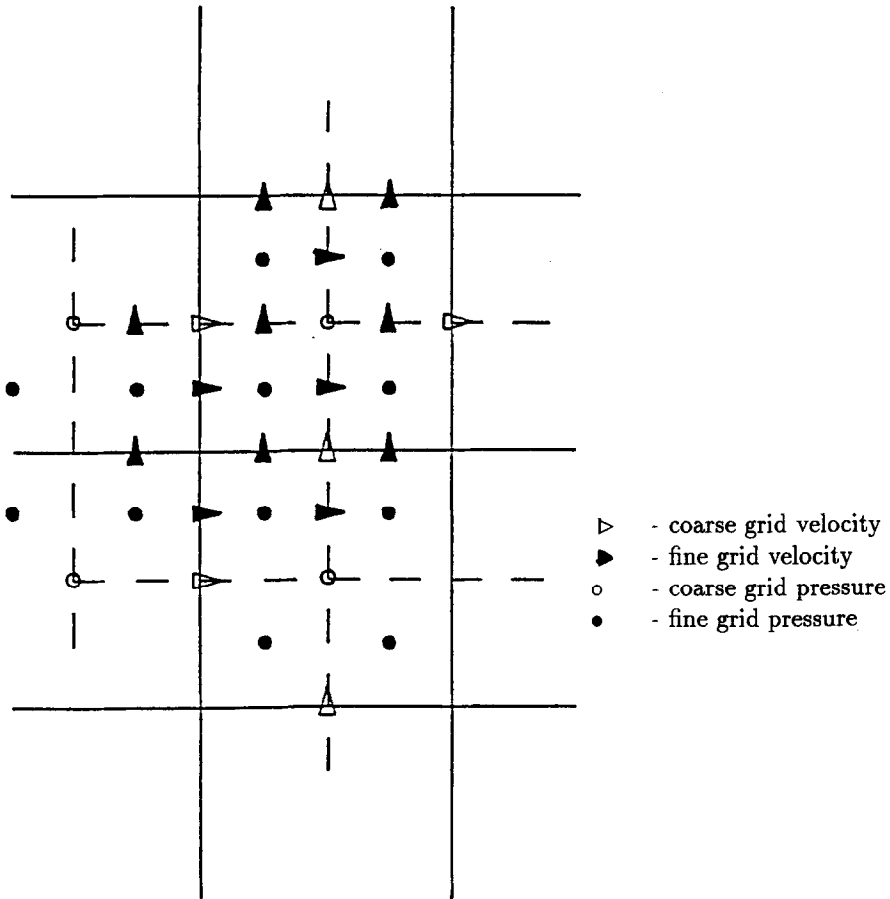 - coarse grid velocity
- fine grid velocity
- coarse grid pressure
- fine grid pressure